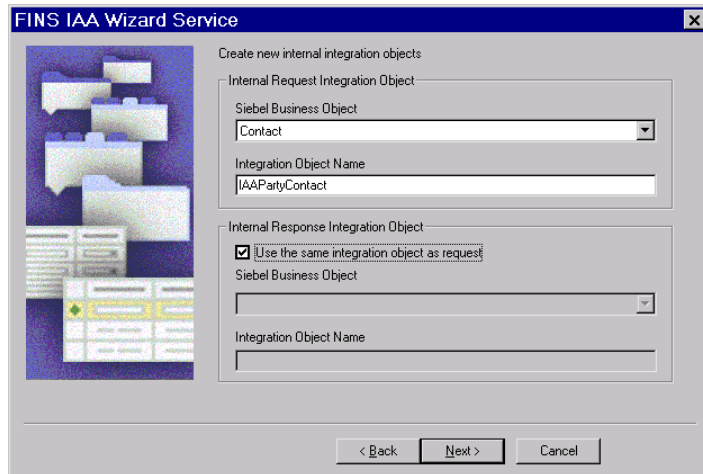 FINS IAA Wizard Service
Create new internal integration objects
Internal Request Integration Object
Siebel Business Object
Contact
Integration Object Name
IAAPartyContact
Internal Response Integration Object
Use the same integration object as request
Siebel Business Object
Integration Object Name
< Back
Next >
Cancel